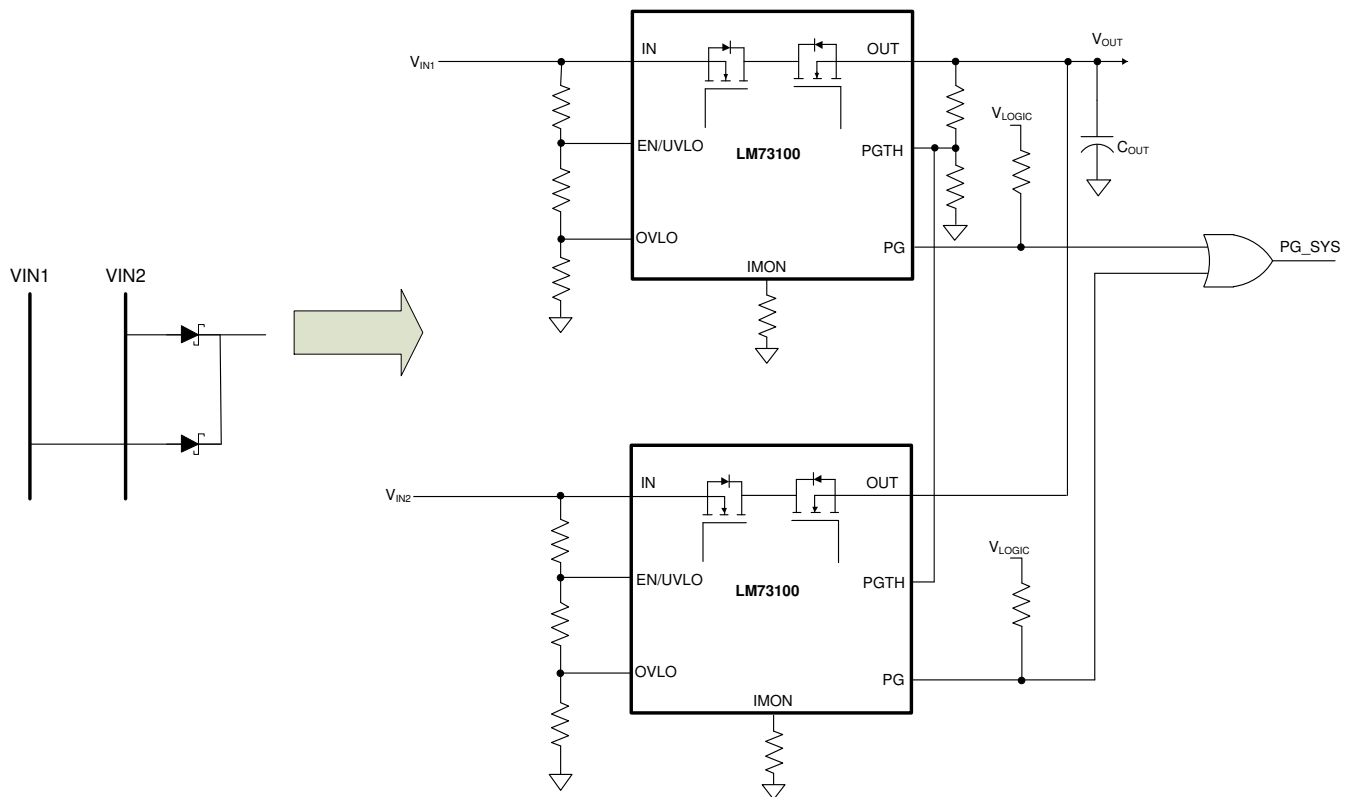 VIN1
VIN2
VIN1
IN
OUT
VOUT
EN/UVLO
LM73100
PGTH
VLOGIC
COUT
OVLO
PG
IMON
PG_SYS
VIN2
IN
OUT
EN/UVLO
LM73100
PGTH
VLOGIC
OVLO
PG
IMON